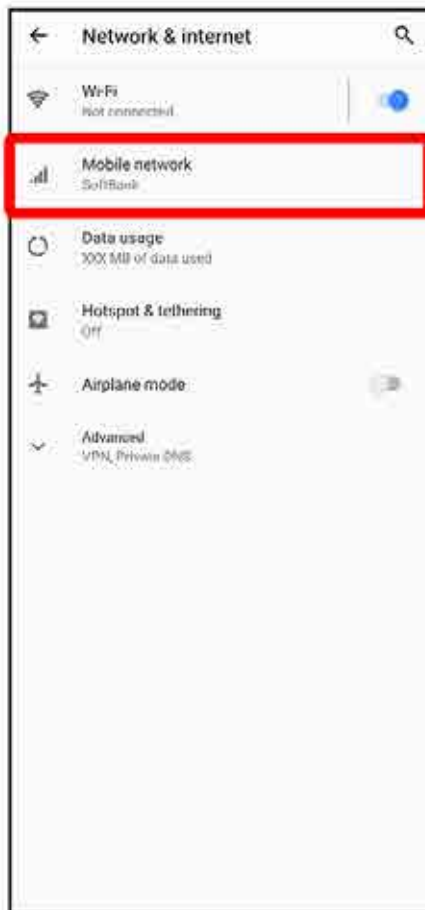 Network & internet
Wi-Fi
Not connected
Mobile network
SoftBank
Data usage
XXX MB of data used
Hotspot & tethering
Off
Airplane mode
Advanced
VPN, Private DNS